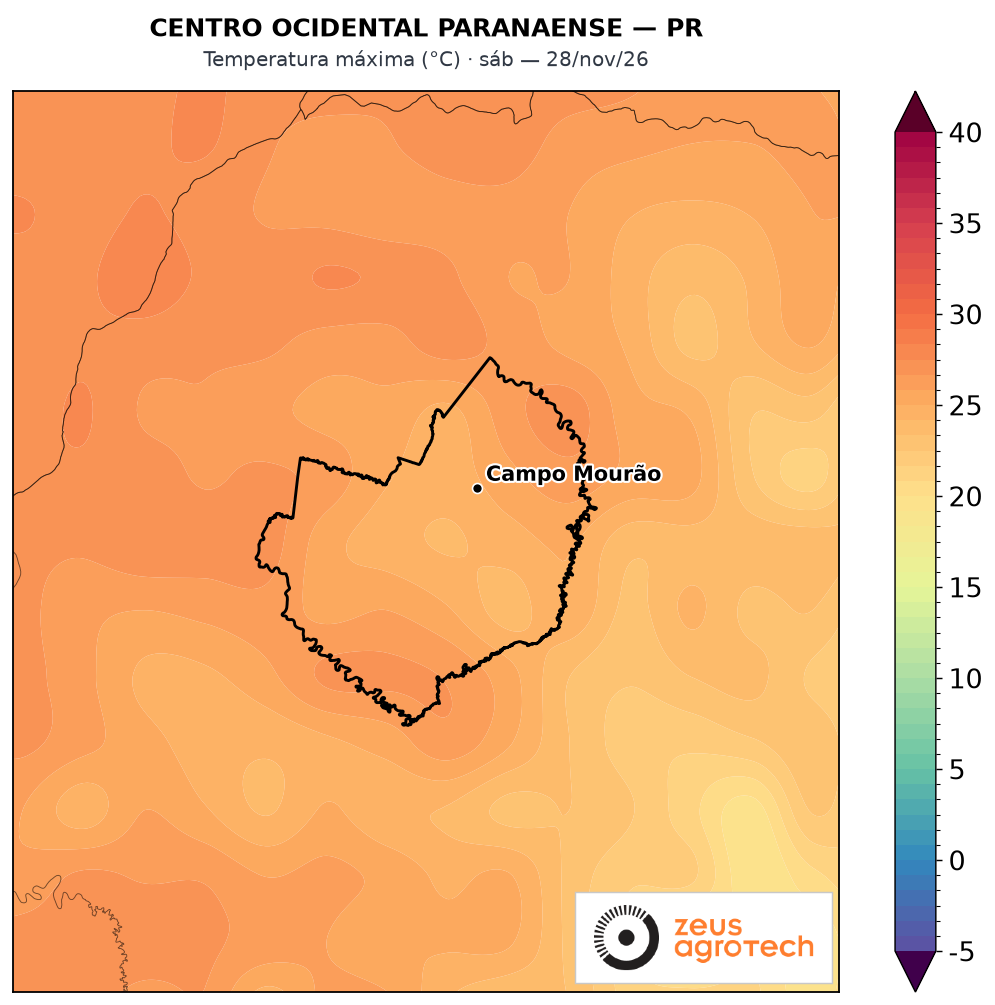 CENTRO OCIDENTAL PARANAENSE — PR
Temperatura máxima (°C) · sáb — 28/nov/26
40
35
30
25
20
15
10
5
0
-5
Campo Mourão
zeus
agrotech